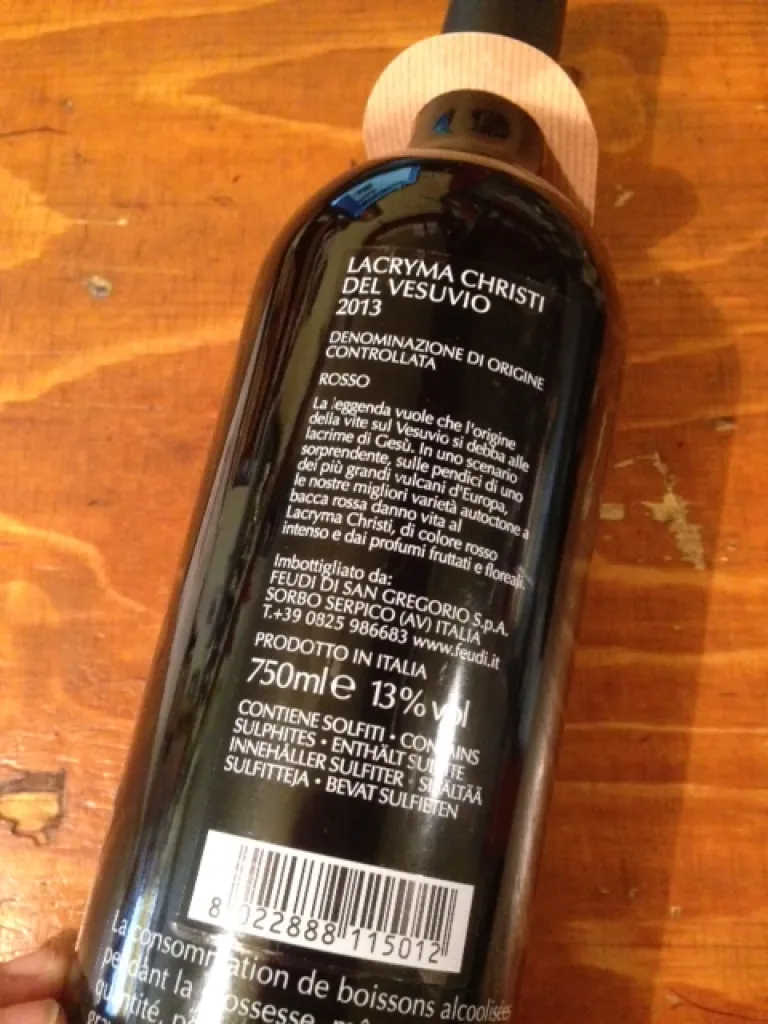 LACRYMA CHRISTI
DEL VESUVIO
2013
DENOMINAZIONE DI ORIGINE
CONTROLLATA
ROSSO
La leggenda vuole che l'origine
della vite sul Vesuvio si debba alle
lacrime di Gesù. In uno scenario
sorprendente, sulle pendici di uno
dei più grandi vulcani d'Europa,
le nostre migliori varietà autoctone a
bacca rossa danno vita al
Lacryma Christi, di colore rosso
intenso e dai profumi fruttati e floreali.
Imbottigliato da:
FEUDI DI SAN GREGORIO S.p.A.
SORBO SERPICO (AV) ITALIA
T.+39 0825 986683 www.feudi.it
PRODOTTO IN ITALIA
750ml e 13% vol
CONTIENE SOLFITI • CONTAINS
SULPHITES • ENTHÄLT SULFITE
INNEHÅLLER SULFITER • SISÄLTÄÄ
SULFIITTEJA • BEVAT SULFIETEN
8 022888 115012
La consommation de boissons alcoolisées
pendant la grossesse, même
quantité,